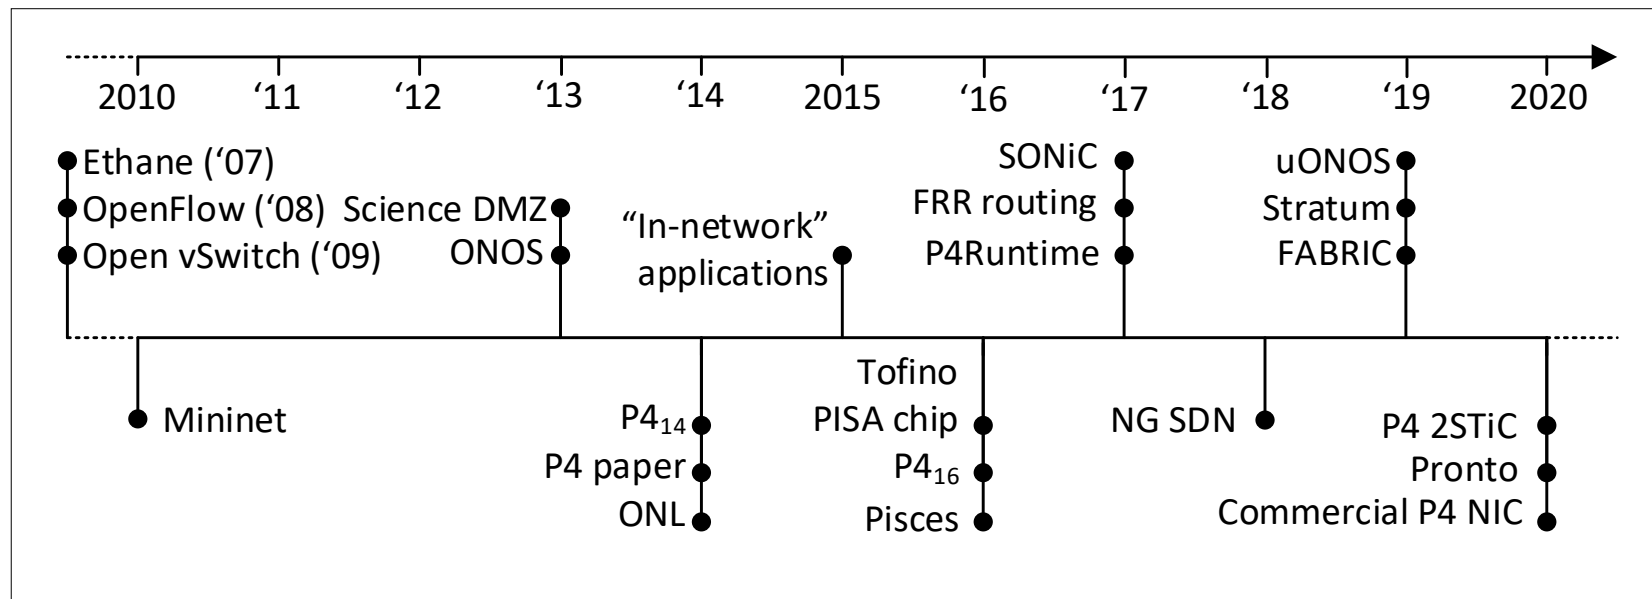 2010 ‘11 ‘12 ‘13 ‘14 2015 ‘16 ‘17 ‘18 ‘19 2020
Ethane (‘07)
OpenFlow (‘08)
Open vSwitch (‘09)
Science DMZ
ONOS
“In-network”
applications
SONiC
FRR routing
P4Runtime
uONOS
Stratum
FABRIC
Mininet
P4₁₄
P4 paper
ONL
Tofino
PISA chip
P4₁₆
Pisces
NG SDN
P4 2STiC
Pronto
Commercial P4 NIC